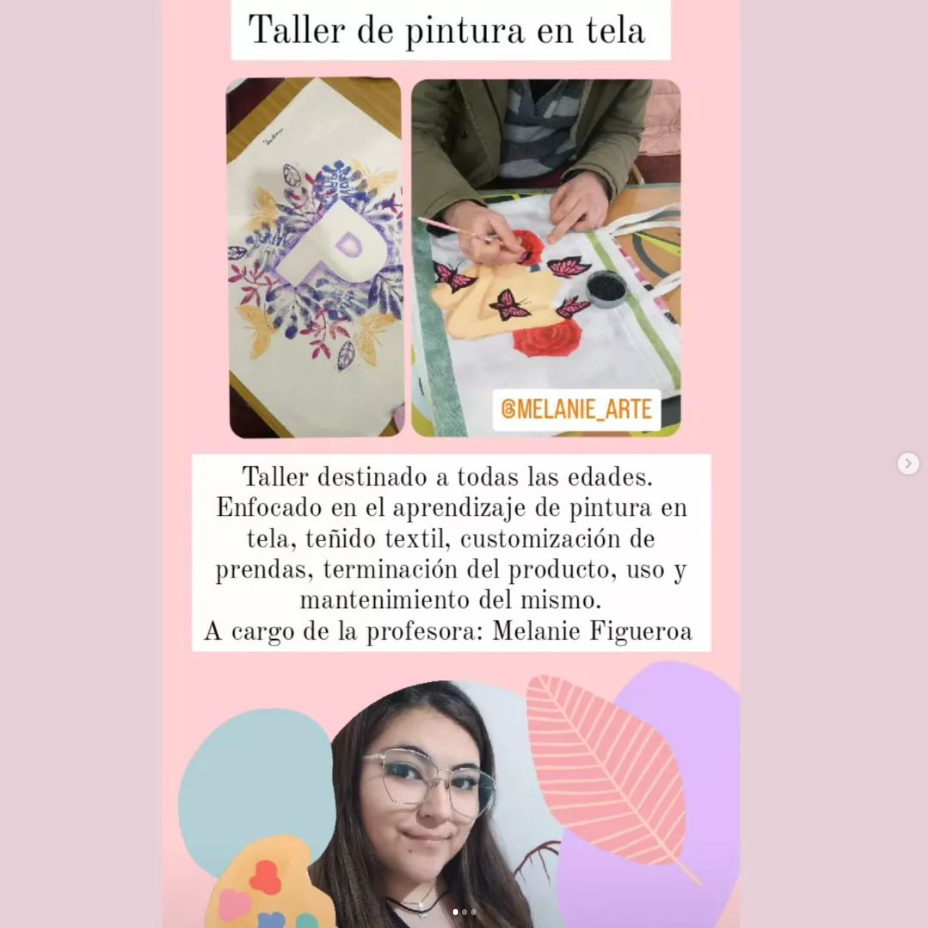 Taller de pintura en tela
P
@MELANIE_ARTE
Taller destinado a todas las edades.
Enfocado en el aprendizaje de pintura en
tela, teñido textil, customización de
prendas, terminación del producto, uso y
mantenimiento del mismo.
A cargo de la profesora: Melanie Figueroa